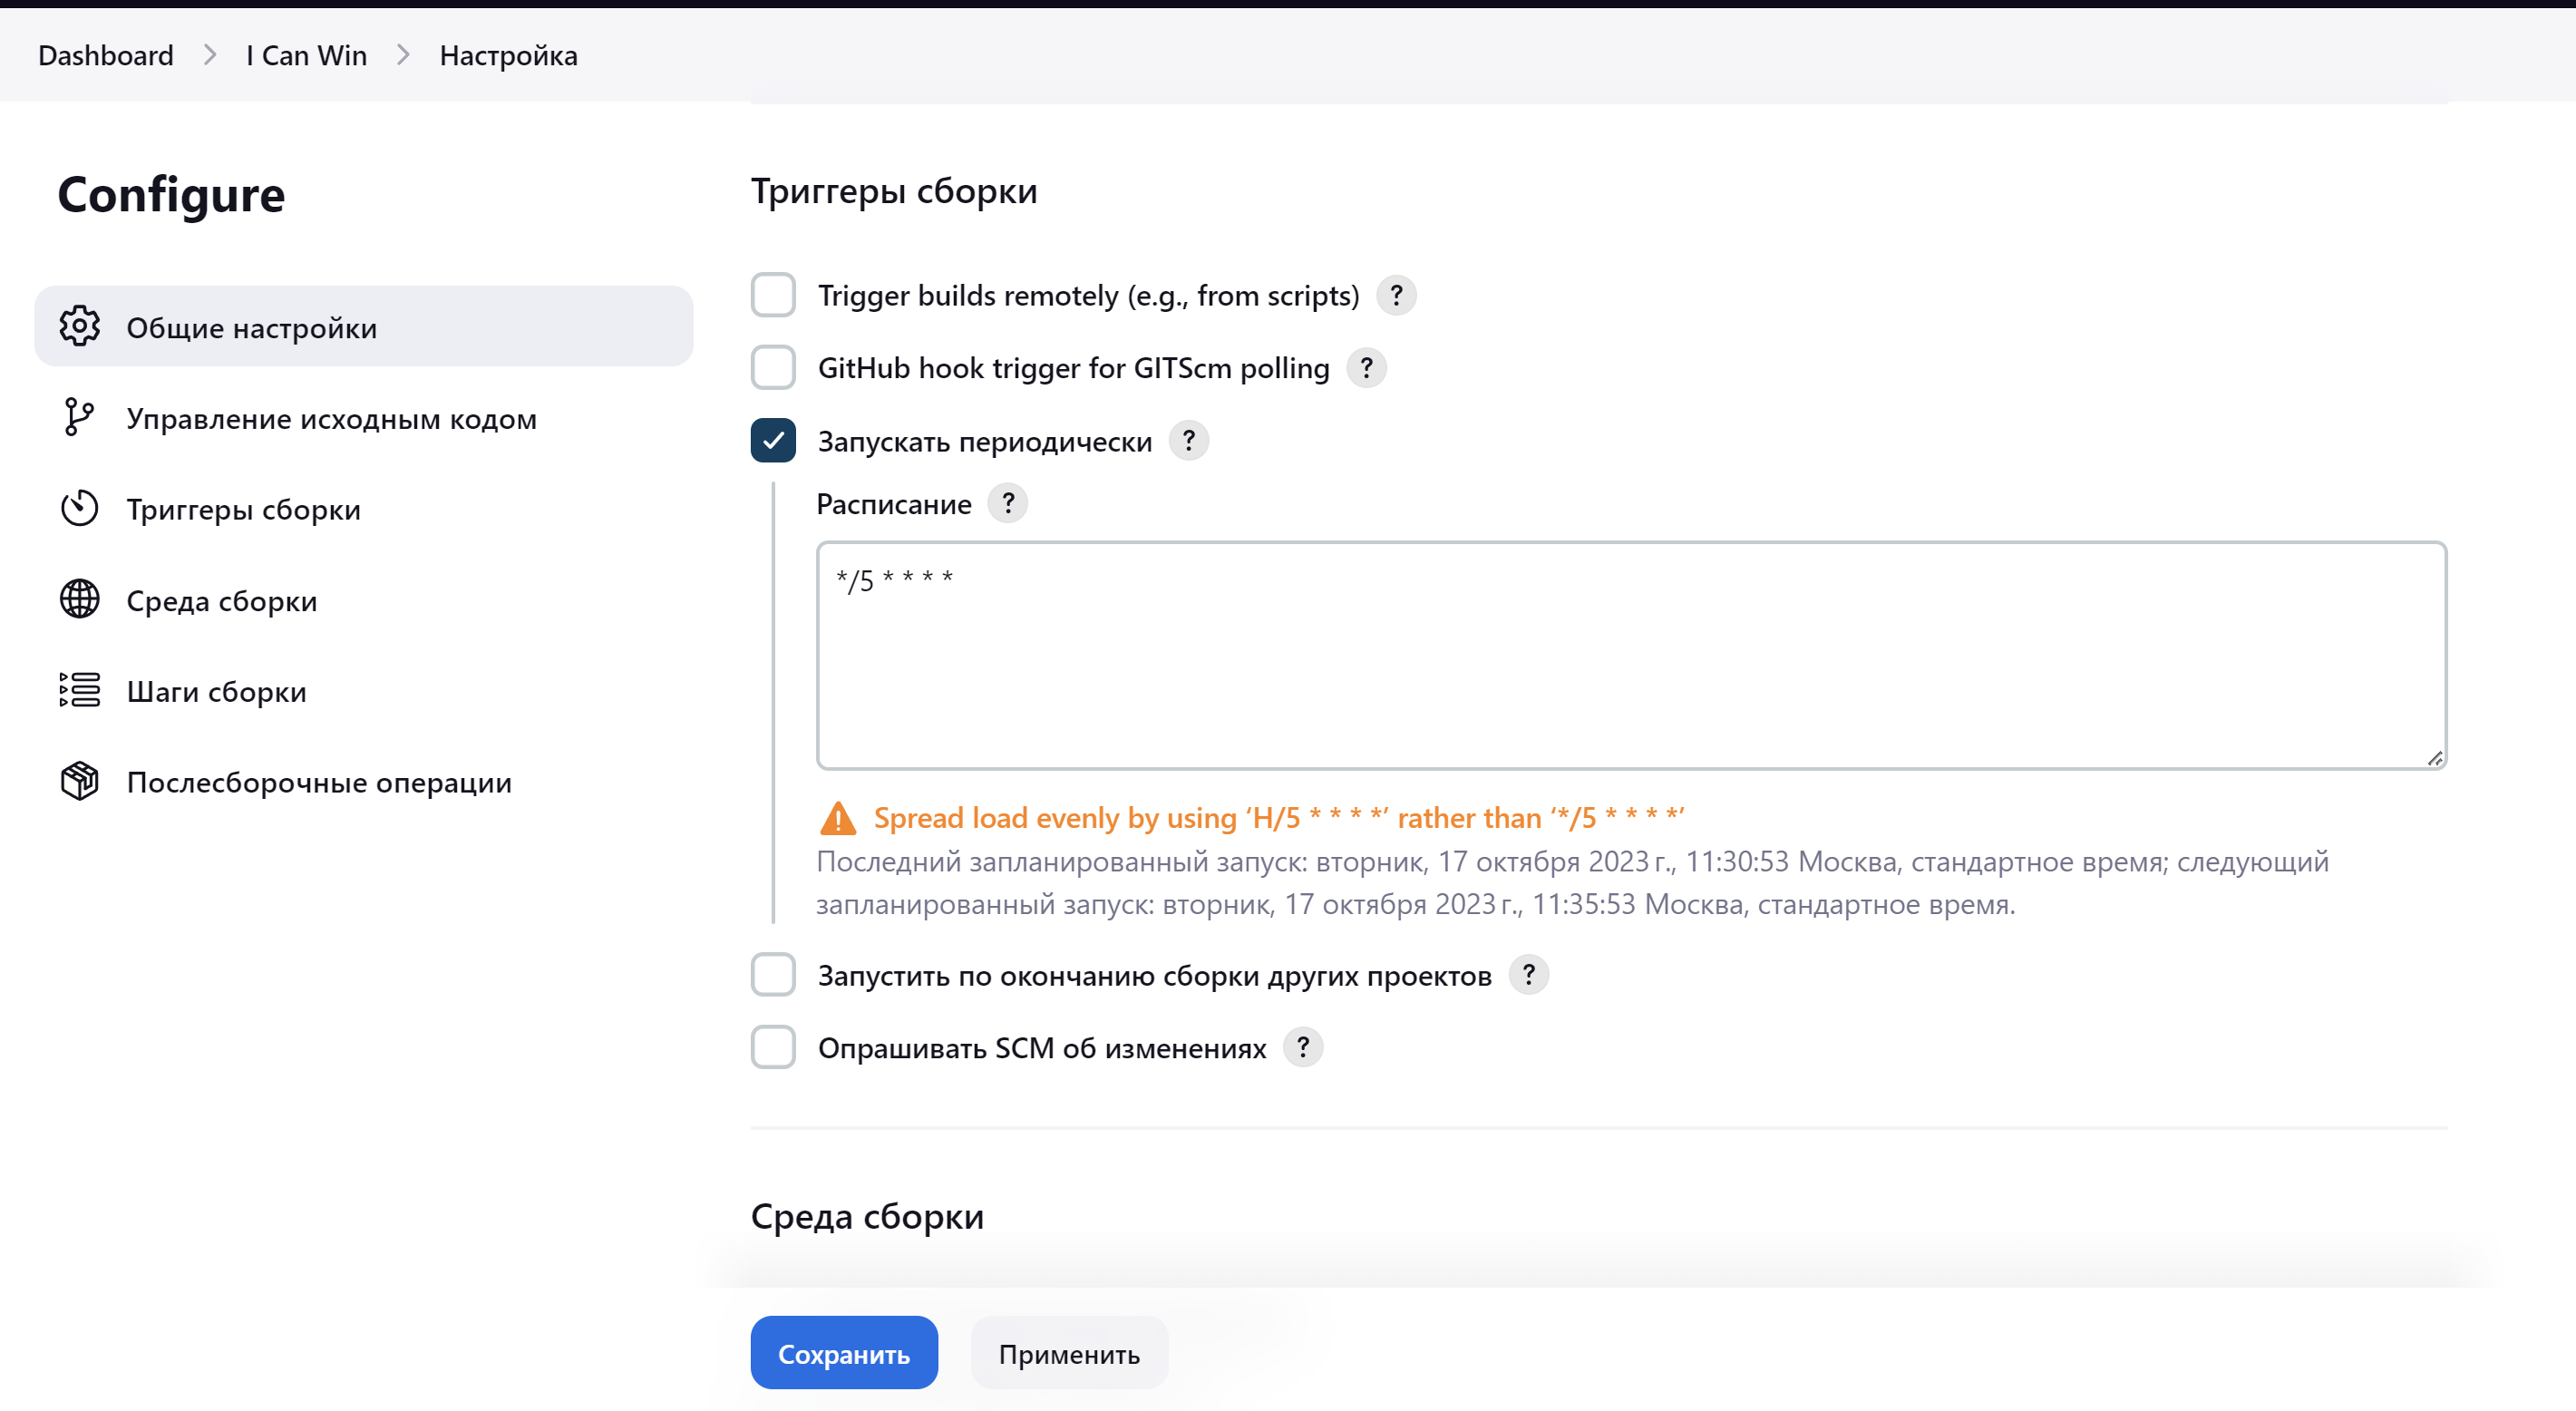 Dashboard > I Can Win > Настройка
Configure
Общие настройки
Управление исходным кодом
Триггеры сборки
Среда сборки
Шаги сборки
Послесборочные операции
Триггеры сборки
Trigger builds remotely (e.g., from scripts) ?
GitHub hook trigger for GITScm polling ?
Запускать периодически ?
Расписание ?
*/5 * * * *
Spread load evenly by using ‘H/5 * * * *’ rather than ‘*/5 * * * *’
Последний запланированный запуск: вторник, 17 октября 2023 г., 11:30:53 Москва, стандартное время; следующий
запланированный запуск: вторник, 17 октября 2023 г., 11:35:53 Москва, стандартное время.
Запустить по окончанию сборки других проектов ?
Опрашивать SCM об изменениях ?
Среда сборки
Сохранить
Применить